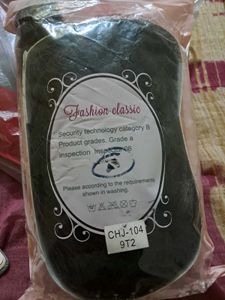 Fashion classic
Security technology category B
Product grades. Grade a
inspection
Please according to the requirements
shown in washing.
CHJ-104
9T2